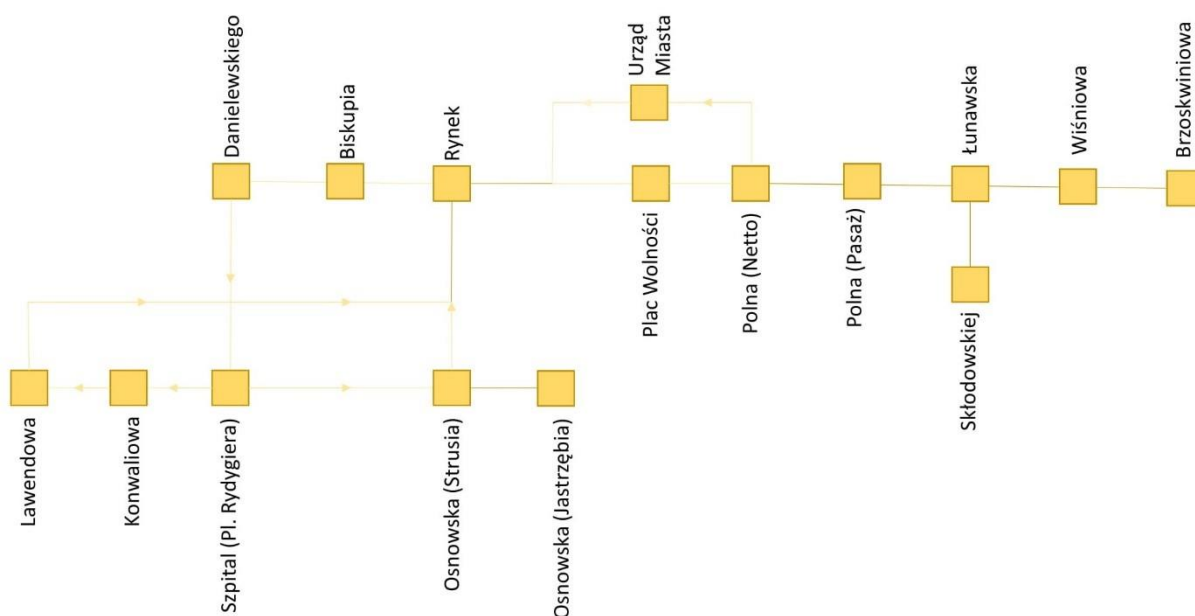 Danielewskiego
Biskupia
Rynek
Urząd
Miasta
Łunawska
Wiśniowa
Brzoskwiniowa
Plac Wolności
Polna (Netto)
Polna (Pasaż)
Skłodowskiej
Lawendowa
Konwaliowa
Szpital (Pl. Rydygiera)
Osnowska (Strusia)
Osnowska (Jastrzębia)